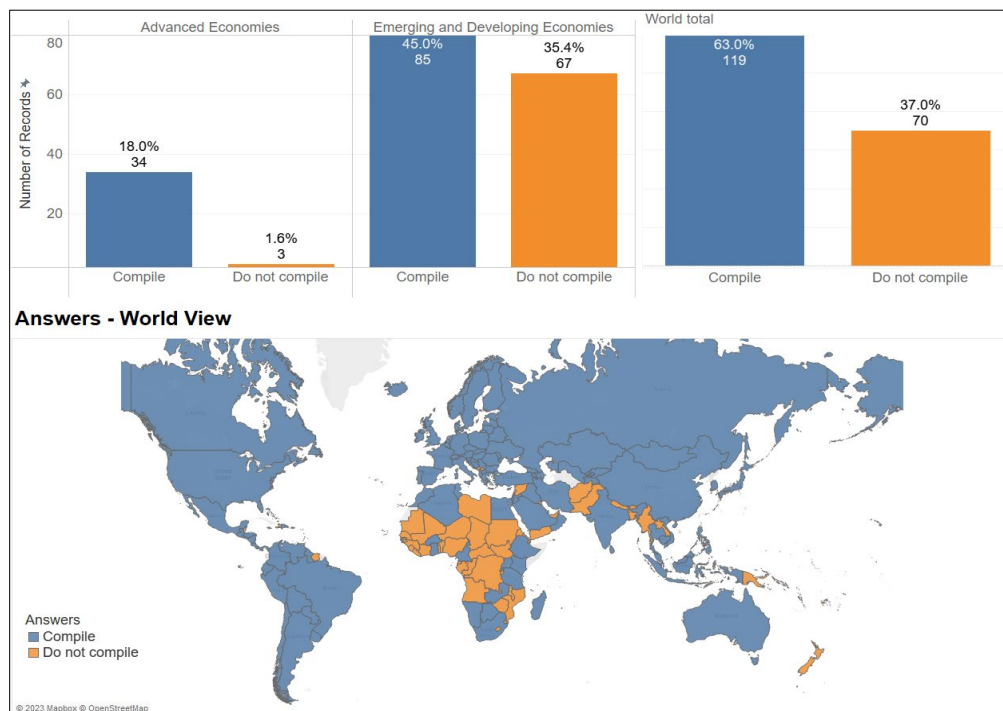 Advanced Economies
Emerging and Developing Economies
World total
Number of Records
80
60
40
20
18.0%
34
1.6%
3
45.0%
85
35.4%
67
63.0%
119
37.0%
70
Compile
Do not compile
Compile
Do not compile
Compile
Do not compile
Answers - World View
Answers
Compile
Do not compile
© 2023 Mapbox © OpenStreetMap